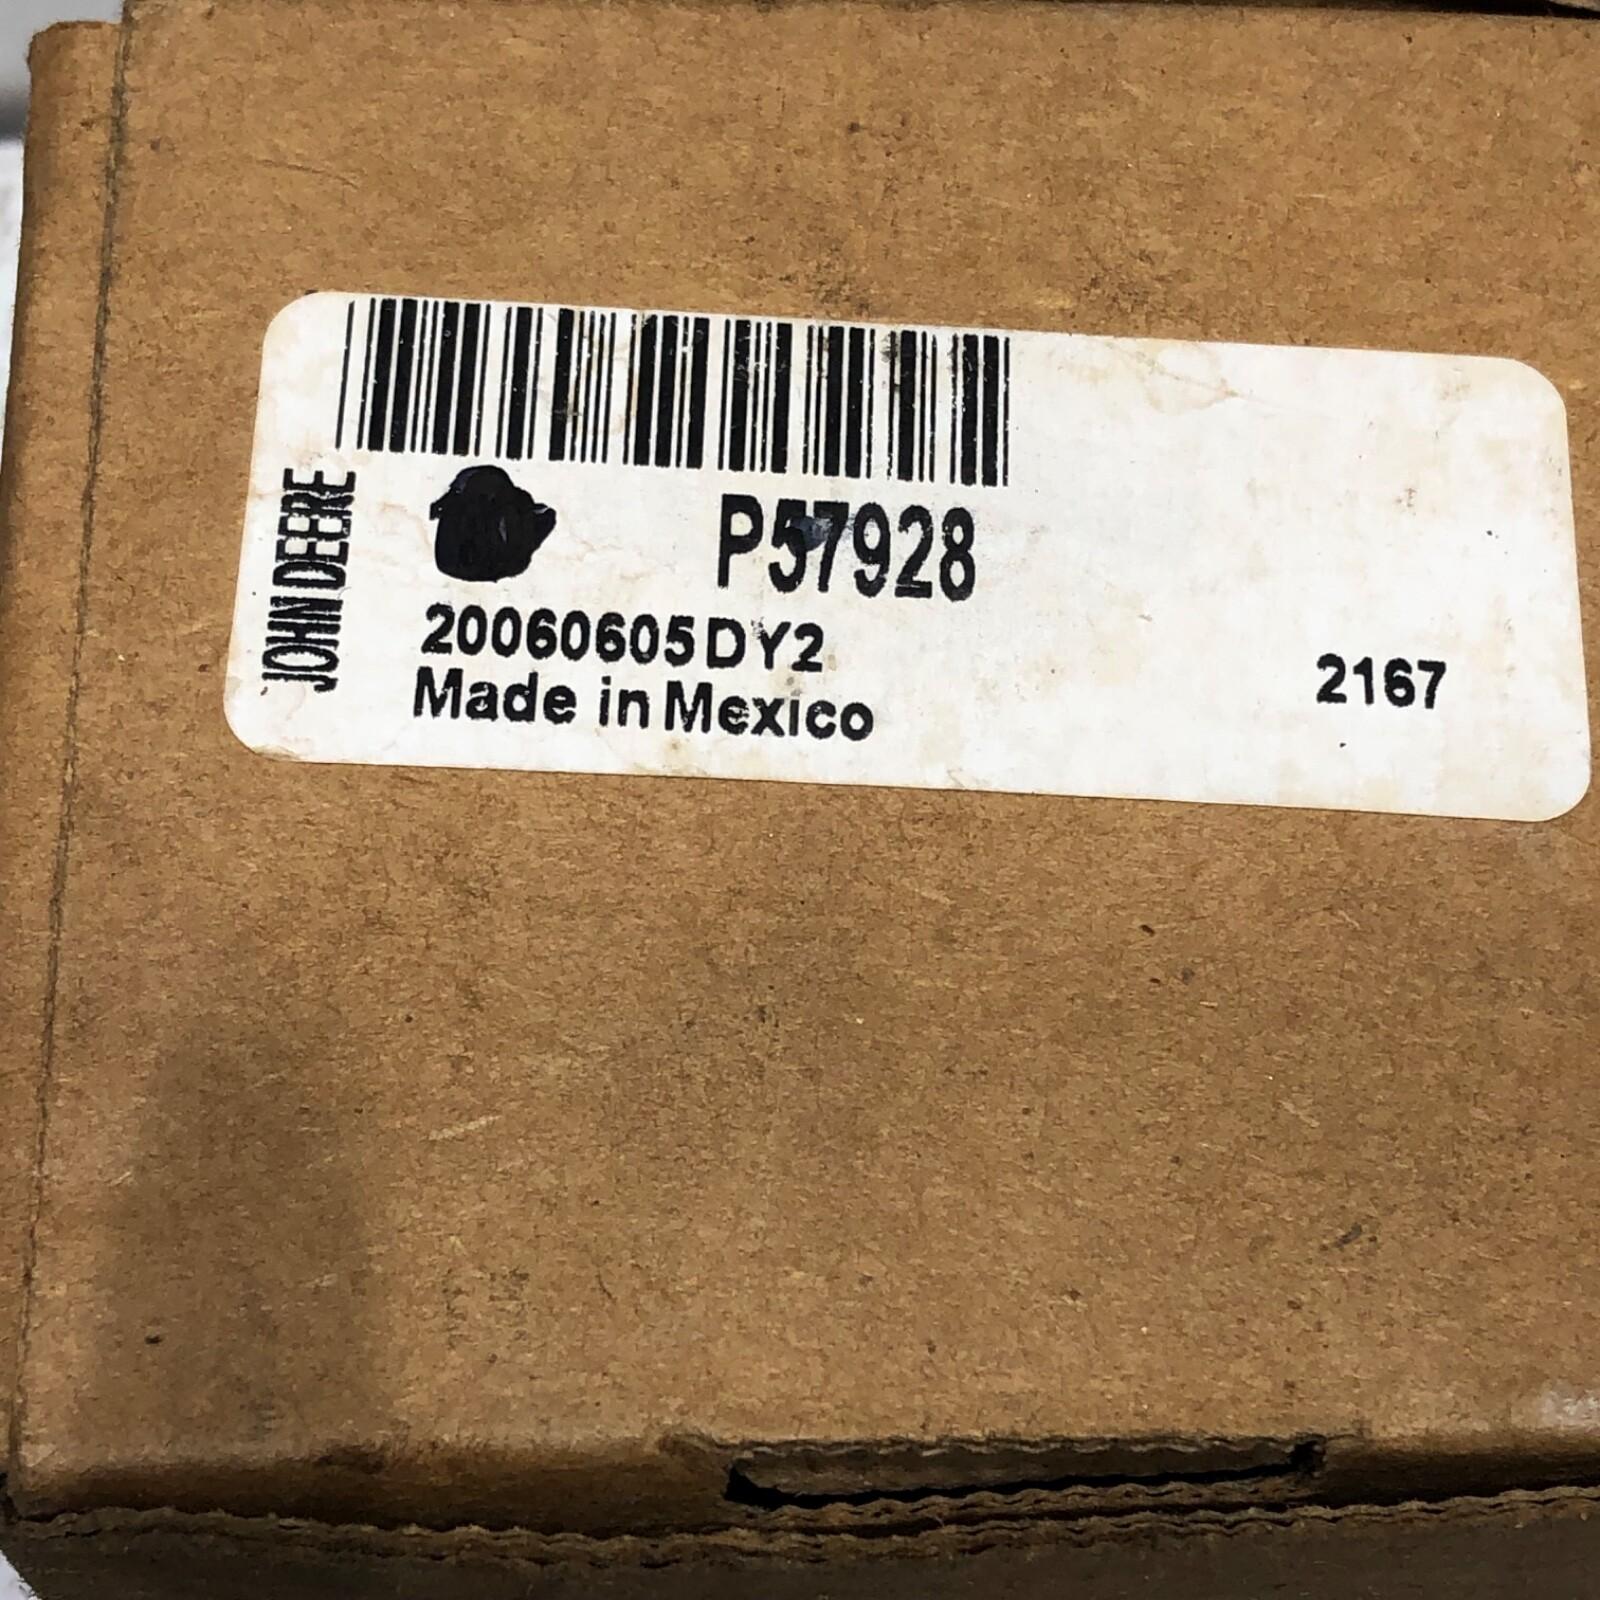 JOHN DEERE
P57928
20060605DY2
Made in Mexico
2167